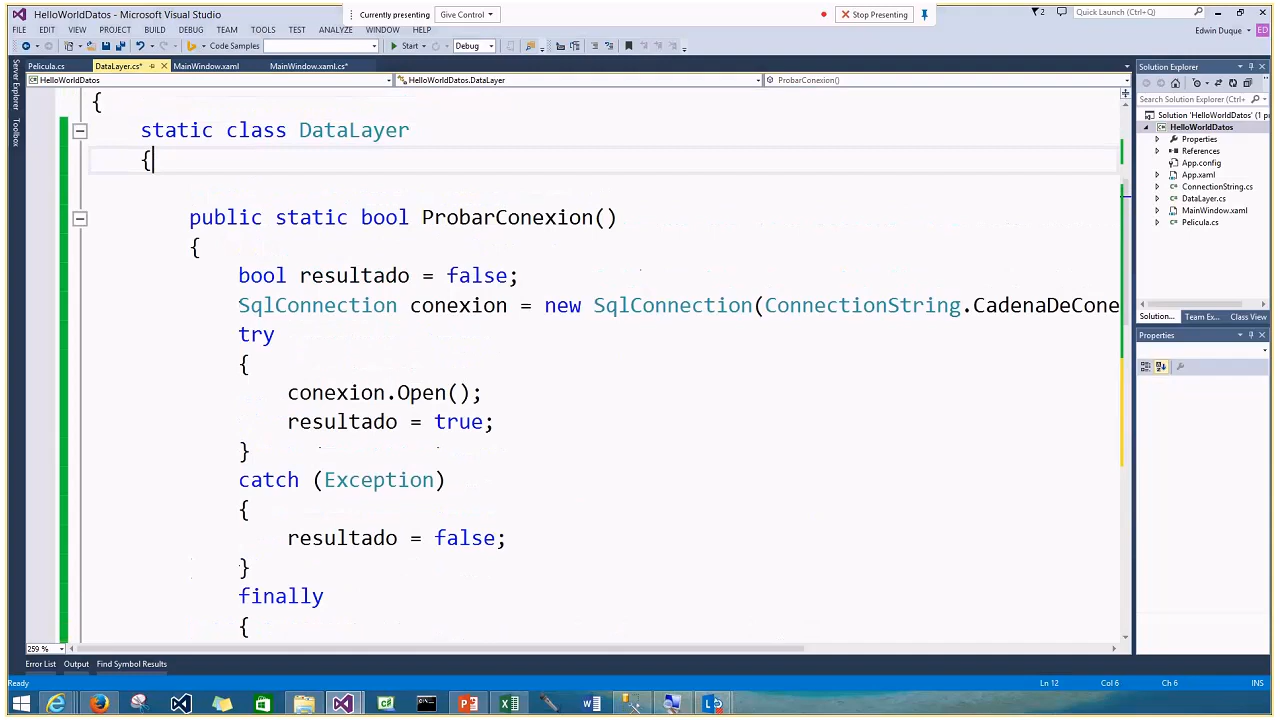 HelloWorldDatos - Microsoft Visual Studio
Currently presenting
Give Control
Stop Presenting
2
Quick Launch (Ctrl+Q)
FILE EDIT VIEW PROJECT BUILD DEBUG TEAM TOOLS TEST ANALYZE WINDOW HELP
Edwin Duque
ED
Code Samples
Start
Debug
Pelicula.cs
DataLayer.cs*
MainWindow.xaml
MainWindow.xaml.cs*
HelloWorldDatos
HelloWorldDatos.DataLayer
ProbarConexion()
Server Explorer
Toolbox
{
static class DataLayer
{
public static bool ProbarConexion()
{
bool resultado = false;
SqlConnection conexion = new SqlConnection(ConnectionString.CadenaDeCone
try
{
conexion.Open();
resultado = true;
}
catch (Exception)
{
resultado = false;
}
finally
{
259 %
Solution Explorer
Search Solution Explorer (Ctrl+
Solution 'HelloWorldDatos' (1 p
HelloWorldDatos
Properties
References
App.config
App.xaml
ConnectionString.cs
DataLayer.cs
MainWindow.xaml
Pelicula.cs
Solution...
Team Ex...
Class View
Properties
Error List
Output
Find Symbol Results
Ready
Ln 12
Col 6
Ch 6
INS